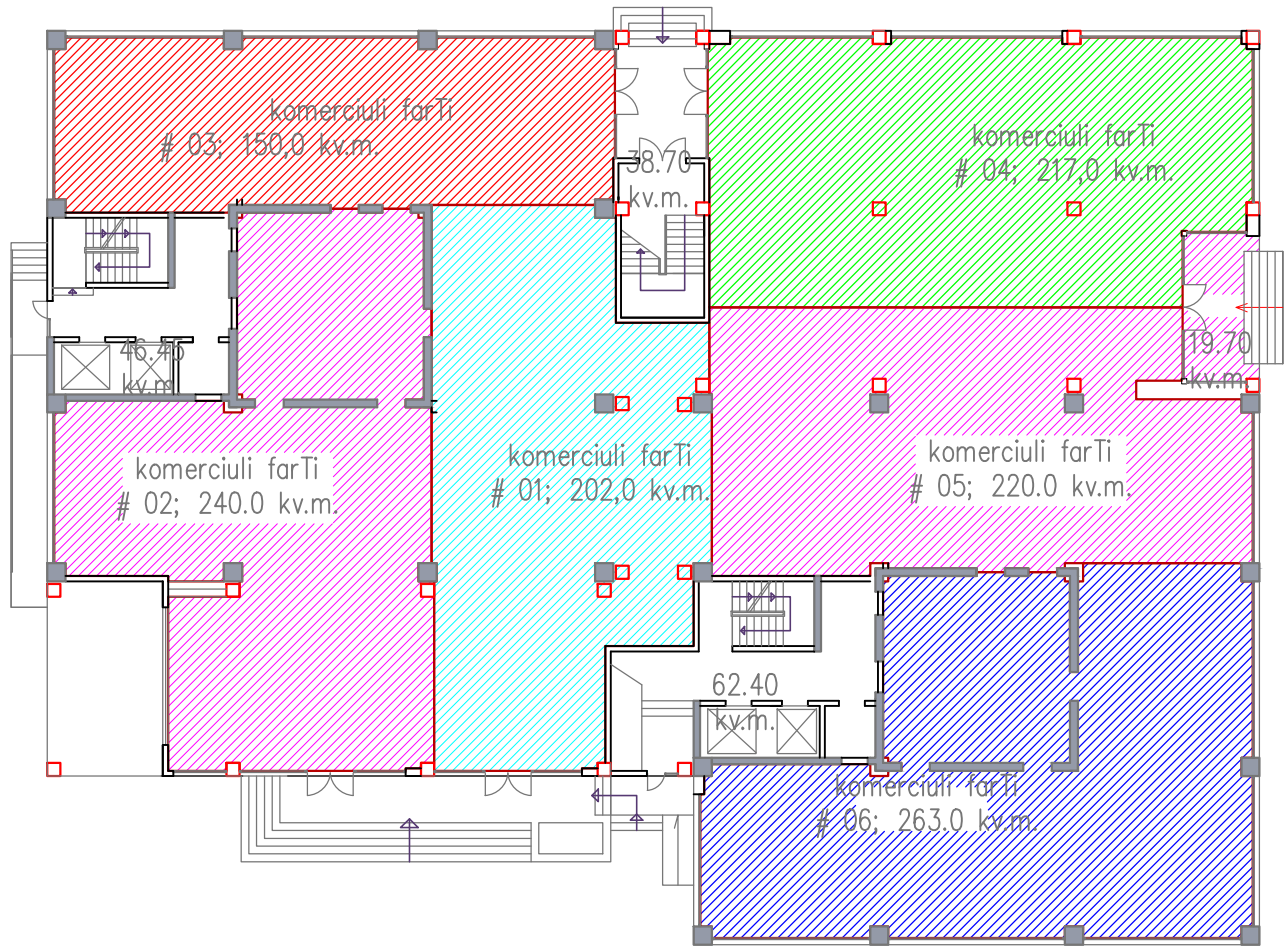 komerciuli farTi
# 03; 150,0 kv.m.
38.70
kv.m.
komerciuli farTi
# 04; 217,0 kv.m.
46.45
kv.m
19.70
kv.m.
komerciuli farTi
# 02; 240.0 kv.m.
komerciuli farTi
# 01; 202,0 kv.m.
komerciuli farTi
# 05; 220.0 kv.m.
62.40
kv.m.
komerciuli farTi
# 06; 263.0 kv.m.